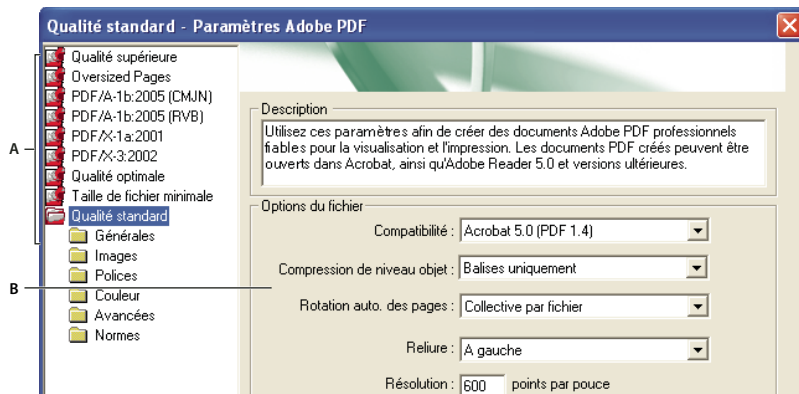 Qualité standard - Paramètres Adobe PDF
Qualité supérieure
Oversized Pages
PDF/A-1b:2005 (CMJN)
PDF/A-1b:2005 (RVB)
PDF/X-1a:2001
PDF/X-3:2002
Qualité optimale
Taille de fichier minimale
Qualité standard
Générales
Images
Polices
Couleur
Avancées
Normes
A
B
Description
Utilisez ces paramètres afin de créer des documents Adobe PDF professionnels
fiables pour la visualisation et l'impression. Les documents PDF créés peuvent être
ouverts dans Acrobat, ainsi qu'Adobe Reader 5.0 et versions ultérieures.
Options du fichier
Compatibilité : Acrobat 5.0 (PDF 1.4)
Compression de niveau objet : Balises uniquement
Rotation auto. des pages : Collective par fichier
Reliure : A gauche
Résolution : 600 points par pouce